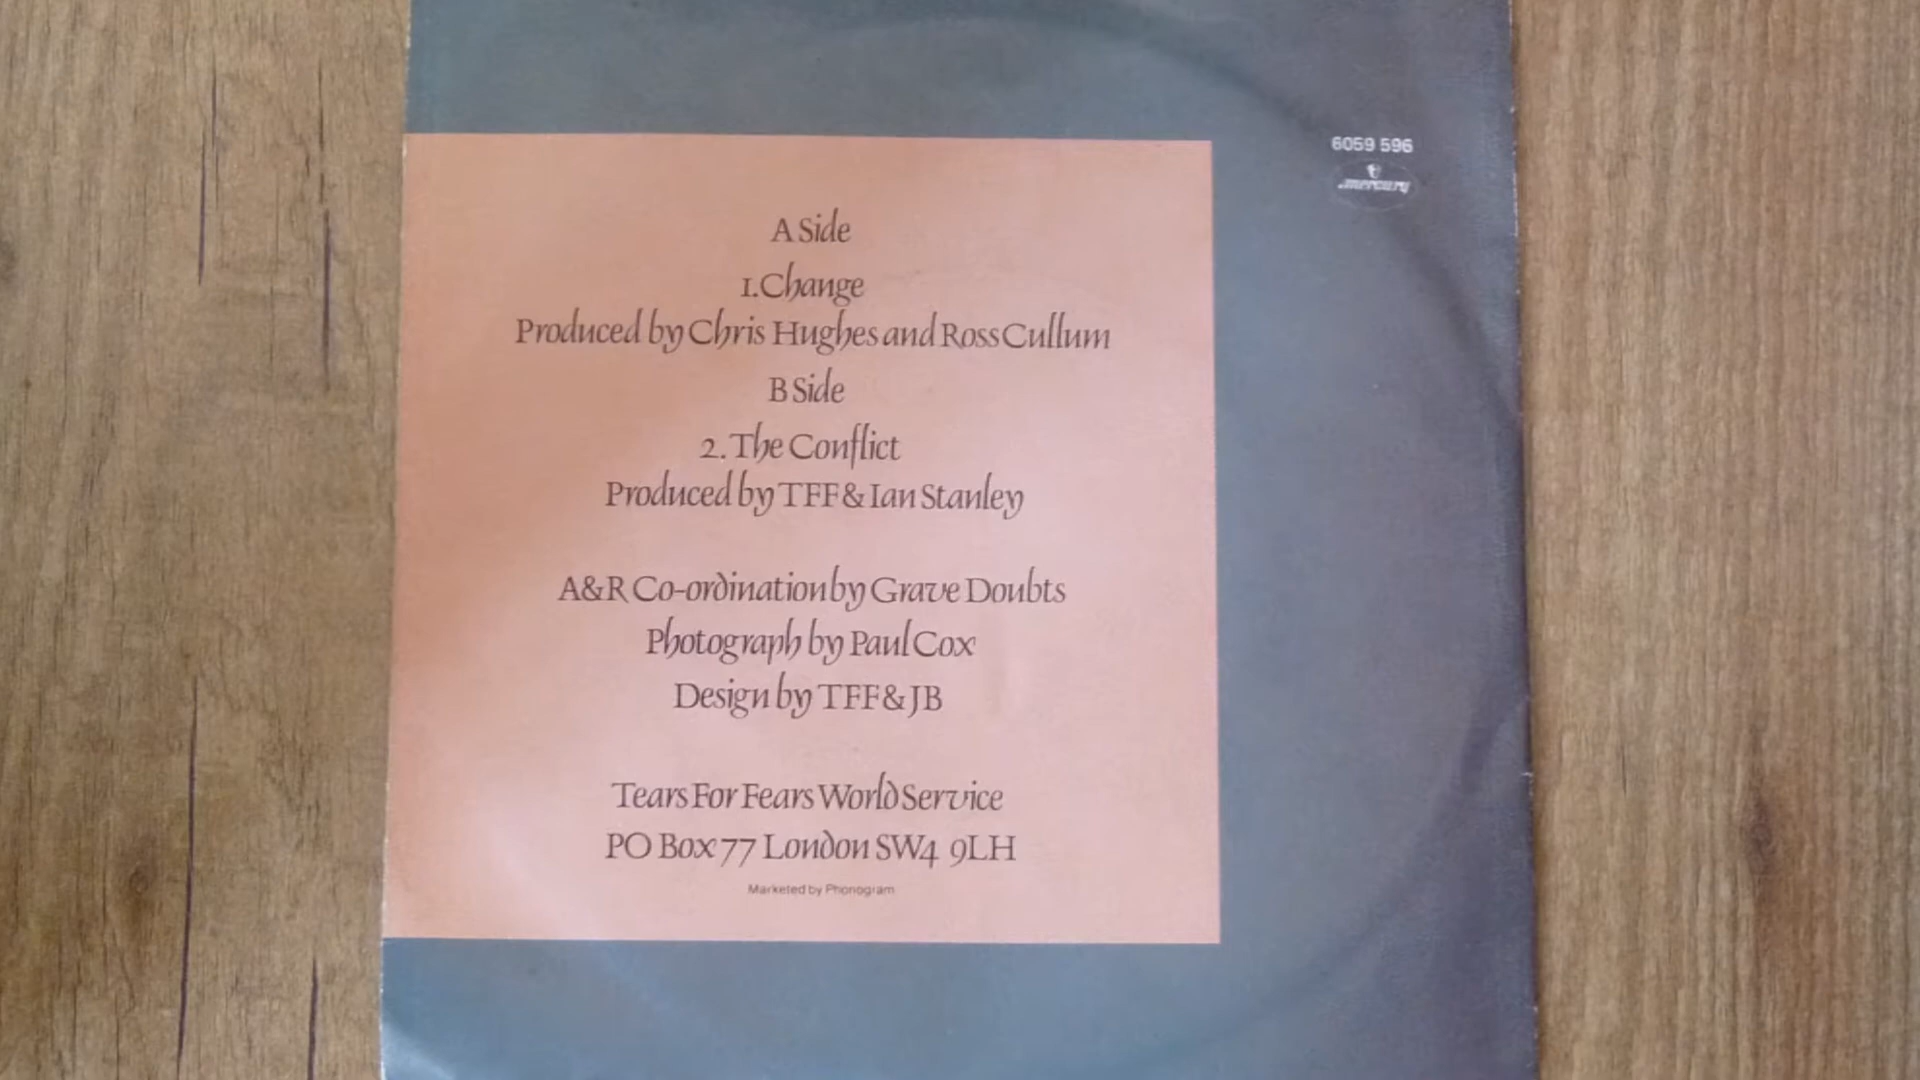 6059 596
mercury
A Side
1. Change
Produced by Chris Hughes and Ross Cullum
B Side
2. The Conflict
Produced by TFF & Ian Stanley
A&R Co-ordination by Grave Doubts
Photograph by Paul Cox
Design by TFF & JB
Tears For Fears World Service
PO Box 77 London SW4 9LH
Marketed by Phonogram